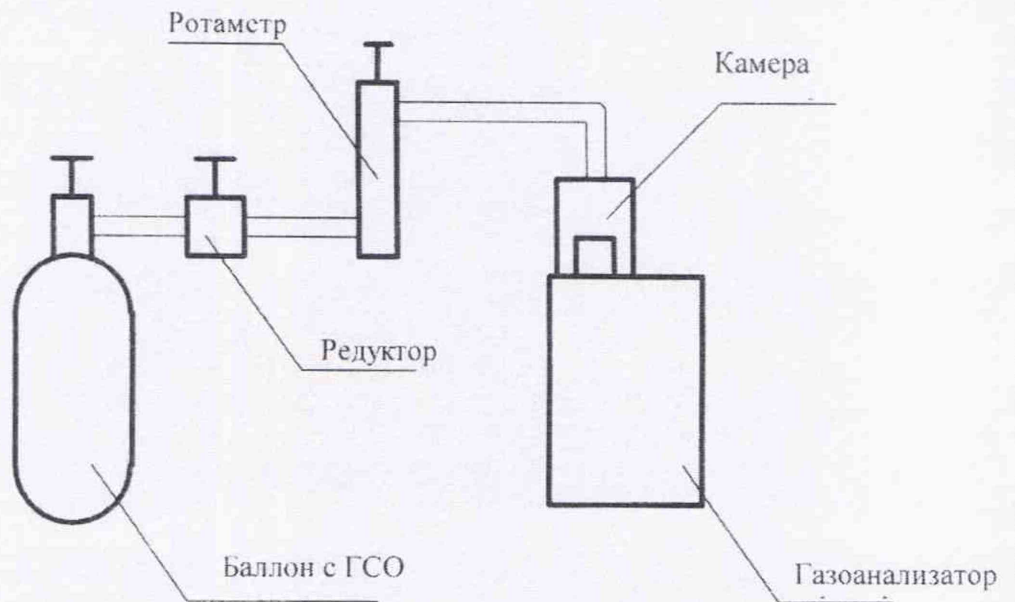 Ротаметр
Камера
Редуктор
Баллон с ГСО
Газоанализатор